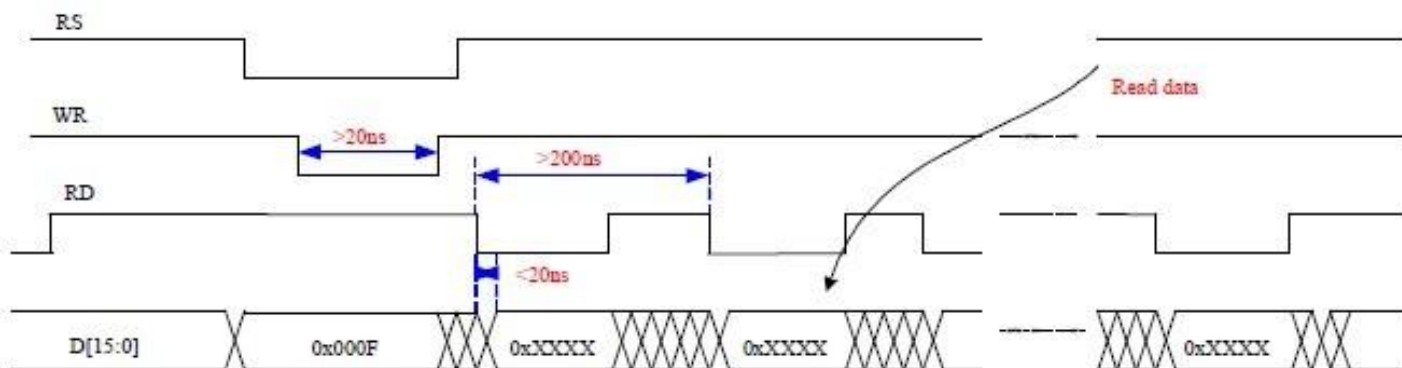 RS
Read data
WR
>20ns
>200ns
RD
<20ns
D[15:0]
0x000F
0xXXXX
0xXXXX
0xXXXX